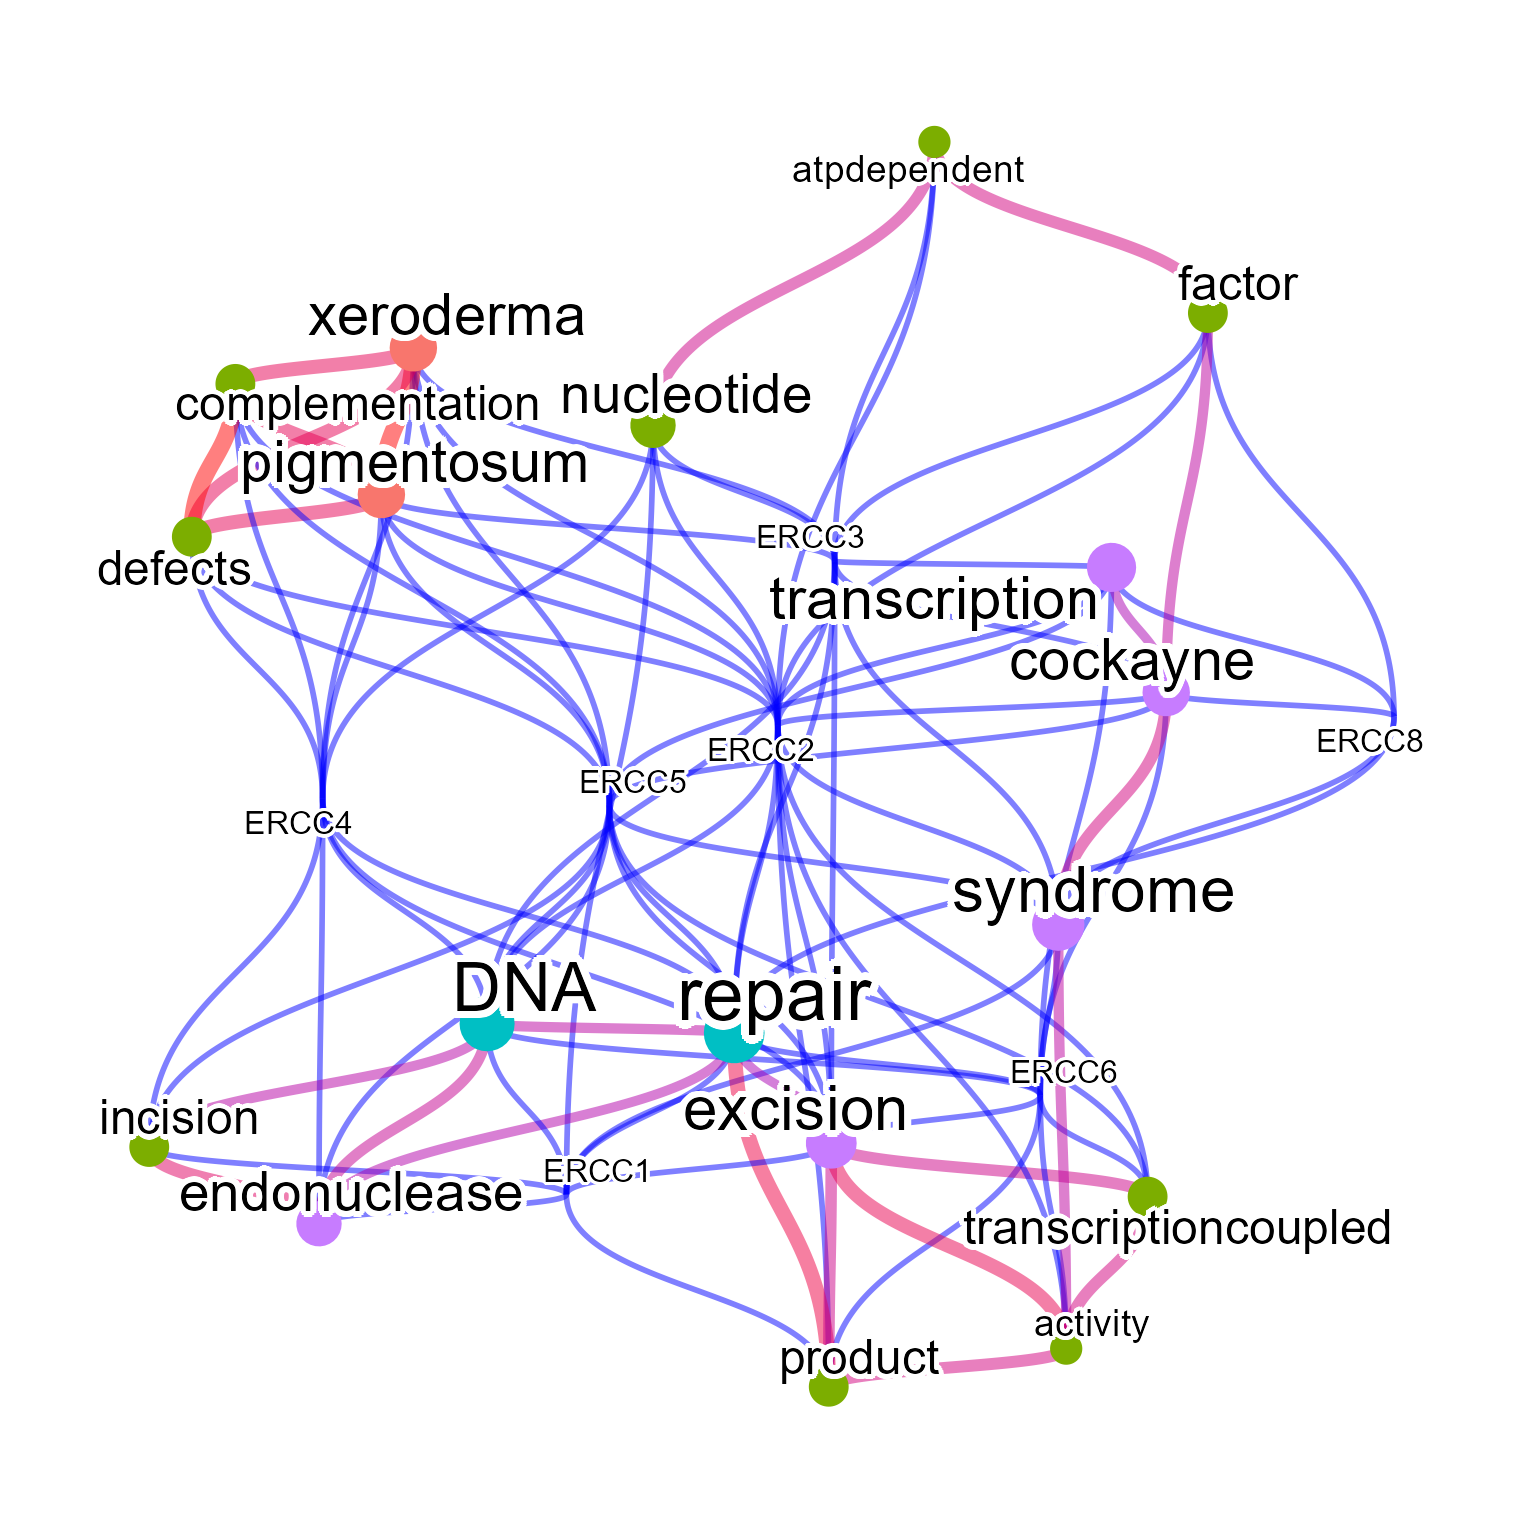 atpdependent
factor
xeroderma
complementation
nucleotide
pigmentosum
ERCC3
defects
transcription
cockayne
ERCC2
ERCC8
ERCC5
ERCC4
syndrome
DNA
repair
ERCC6
incision
excision
ERCC1
endonuclease
transcriptioncoupled
activity
product